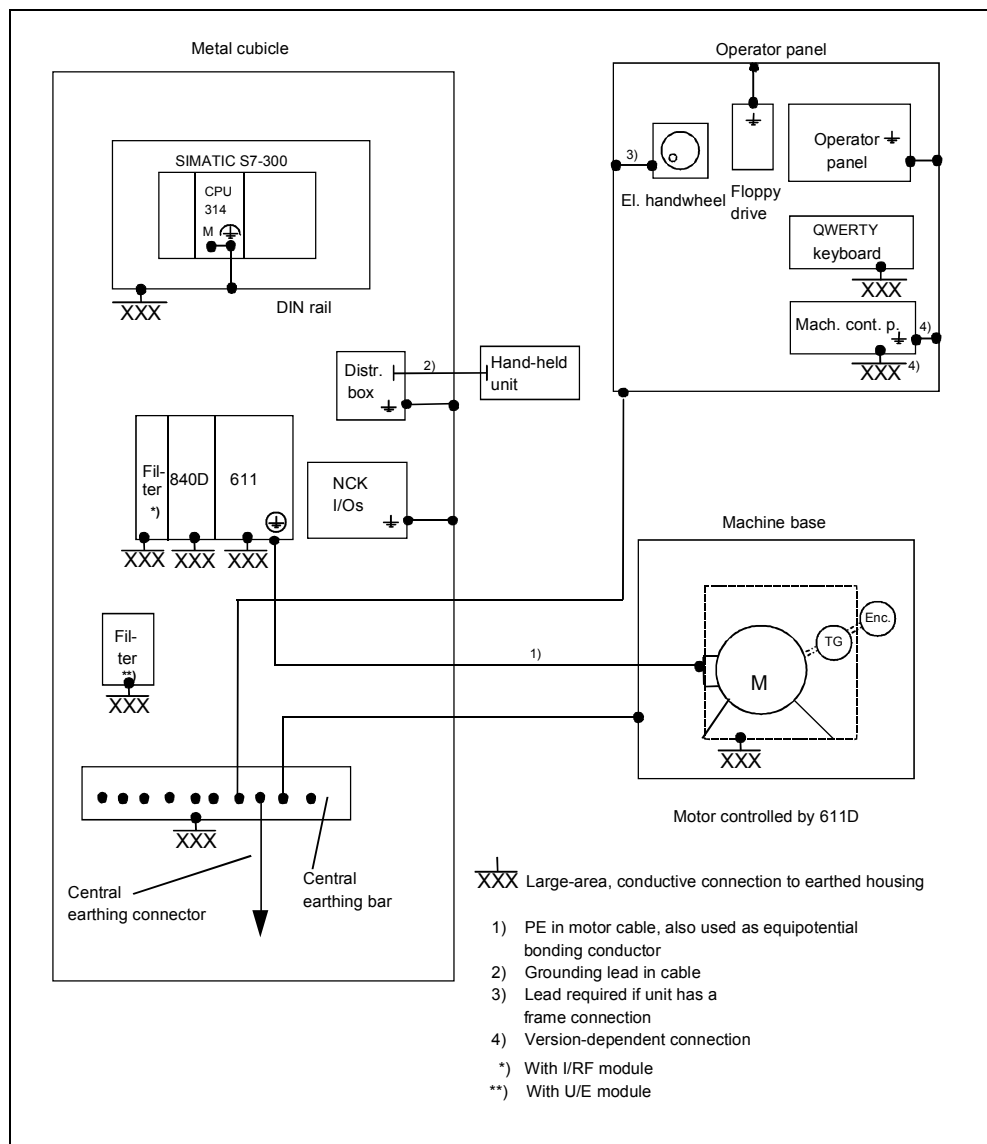 Metal cubicle
Operator panel
SIMATIC S7-300
CPU
314
M
DIN rail
3)
El. handwheel
Floppy
drive
Operator
panel
QWERTY
keyboard
XXX
Mach. cont. p.
4)
XXX
4)
XXX
Distr.
box
2)
Hand-held
unit
Fil-
ter
*)
840D
611
XXX
XXX
XXX
NCK
I/Os
Machine base
Fil-
ter
**)
XXX
1)
M
TG
Enc.
XXX
XXX
Motor controlled by 611D
Central
earthing connector
Central
earthing bar
XXX Large-area, conductive connection to earthed housing
1) PE in motor cable, also used as equipotential
bonding conductor
2) Grounding lead in cable
3) Lead required if unit has a
frame connection
4) Version-dependent connection
*) With I/RF module
**) With U/E module